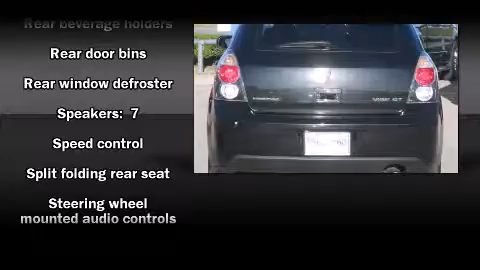 Rear beverage holders
Rear door bins
Rear window defroster
Speakers: 7
Speed control
Split folding rear seat
Steering wheel
mounted audio controls